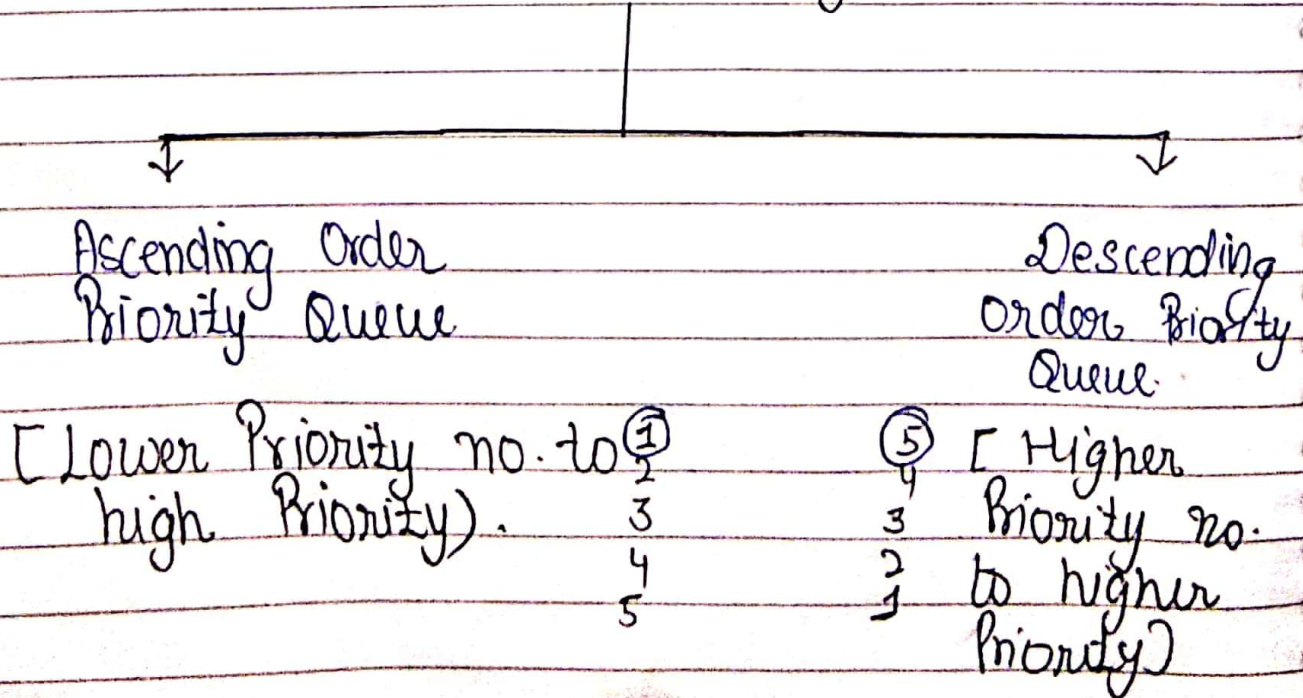 Ascending Order
Priority Queue
[Lower Priority no. to
high Priority).
1
2
3
4
5
Descending
Order Priority
Queue.
5
4
3
2
1
[Higher
Priority no.
to higher
Priority)